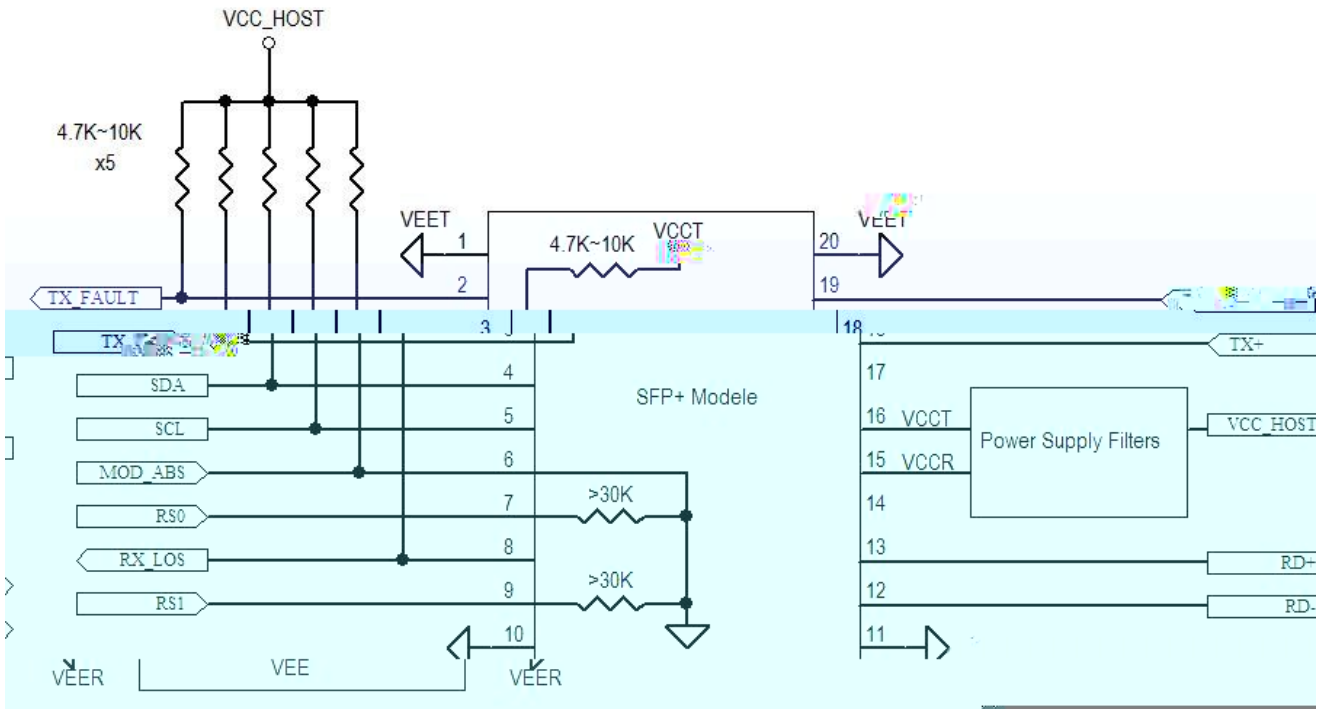 VCC_HOST
4.7K~10K
x5
VEET
1
4.7K~10K
VCCT
20
VEET
TX_FAULT
2
19
3
18
TX
TX+
SDA
4
17
SCL
5
SFP+ Modele
16 VCCT
Power Supply Filters
VCC_HOST
MOD_ABS
6
15 VCCR
RS0
7
>30K
14
RX_LOS
8
13
RD+
RS1
9
>30K
12
RD-
10
11
VEER
VEE
VEER